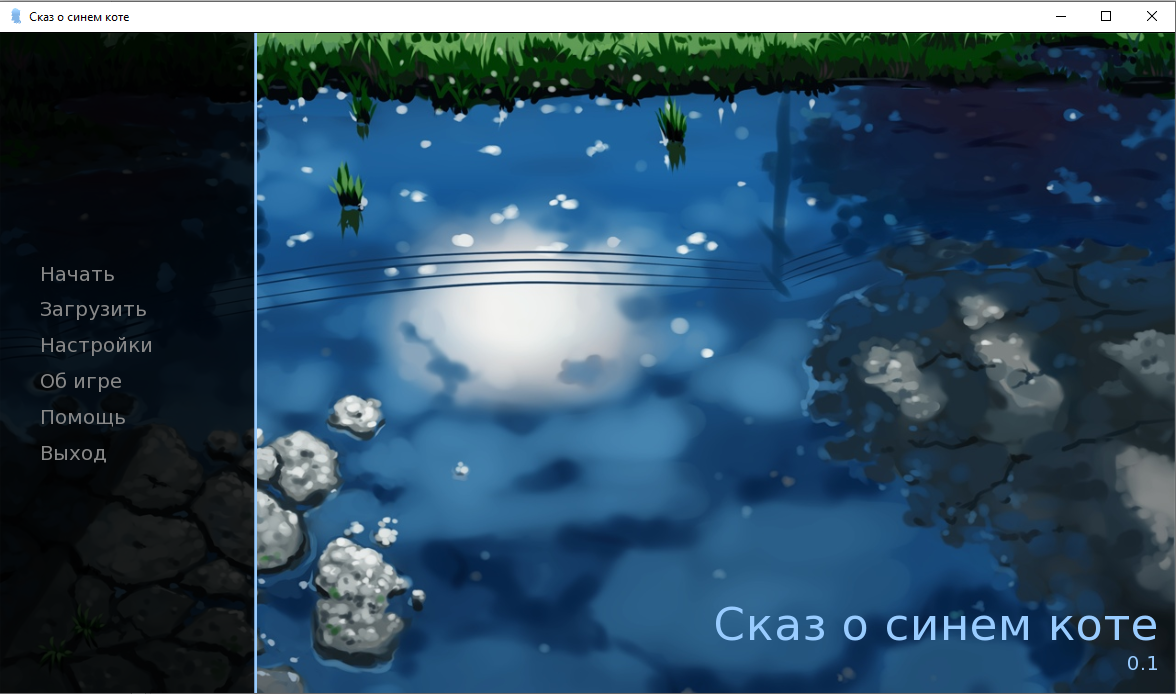 Сказ о синем коте
Начать
Загрузить
Настройки
Об игре
Помощь
Выход
Сказ о синем коте
0.1